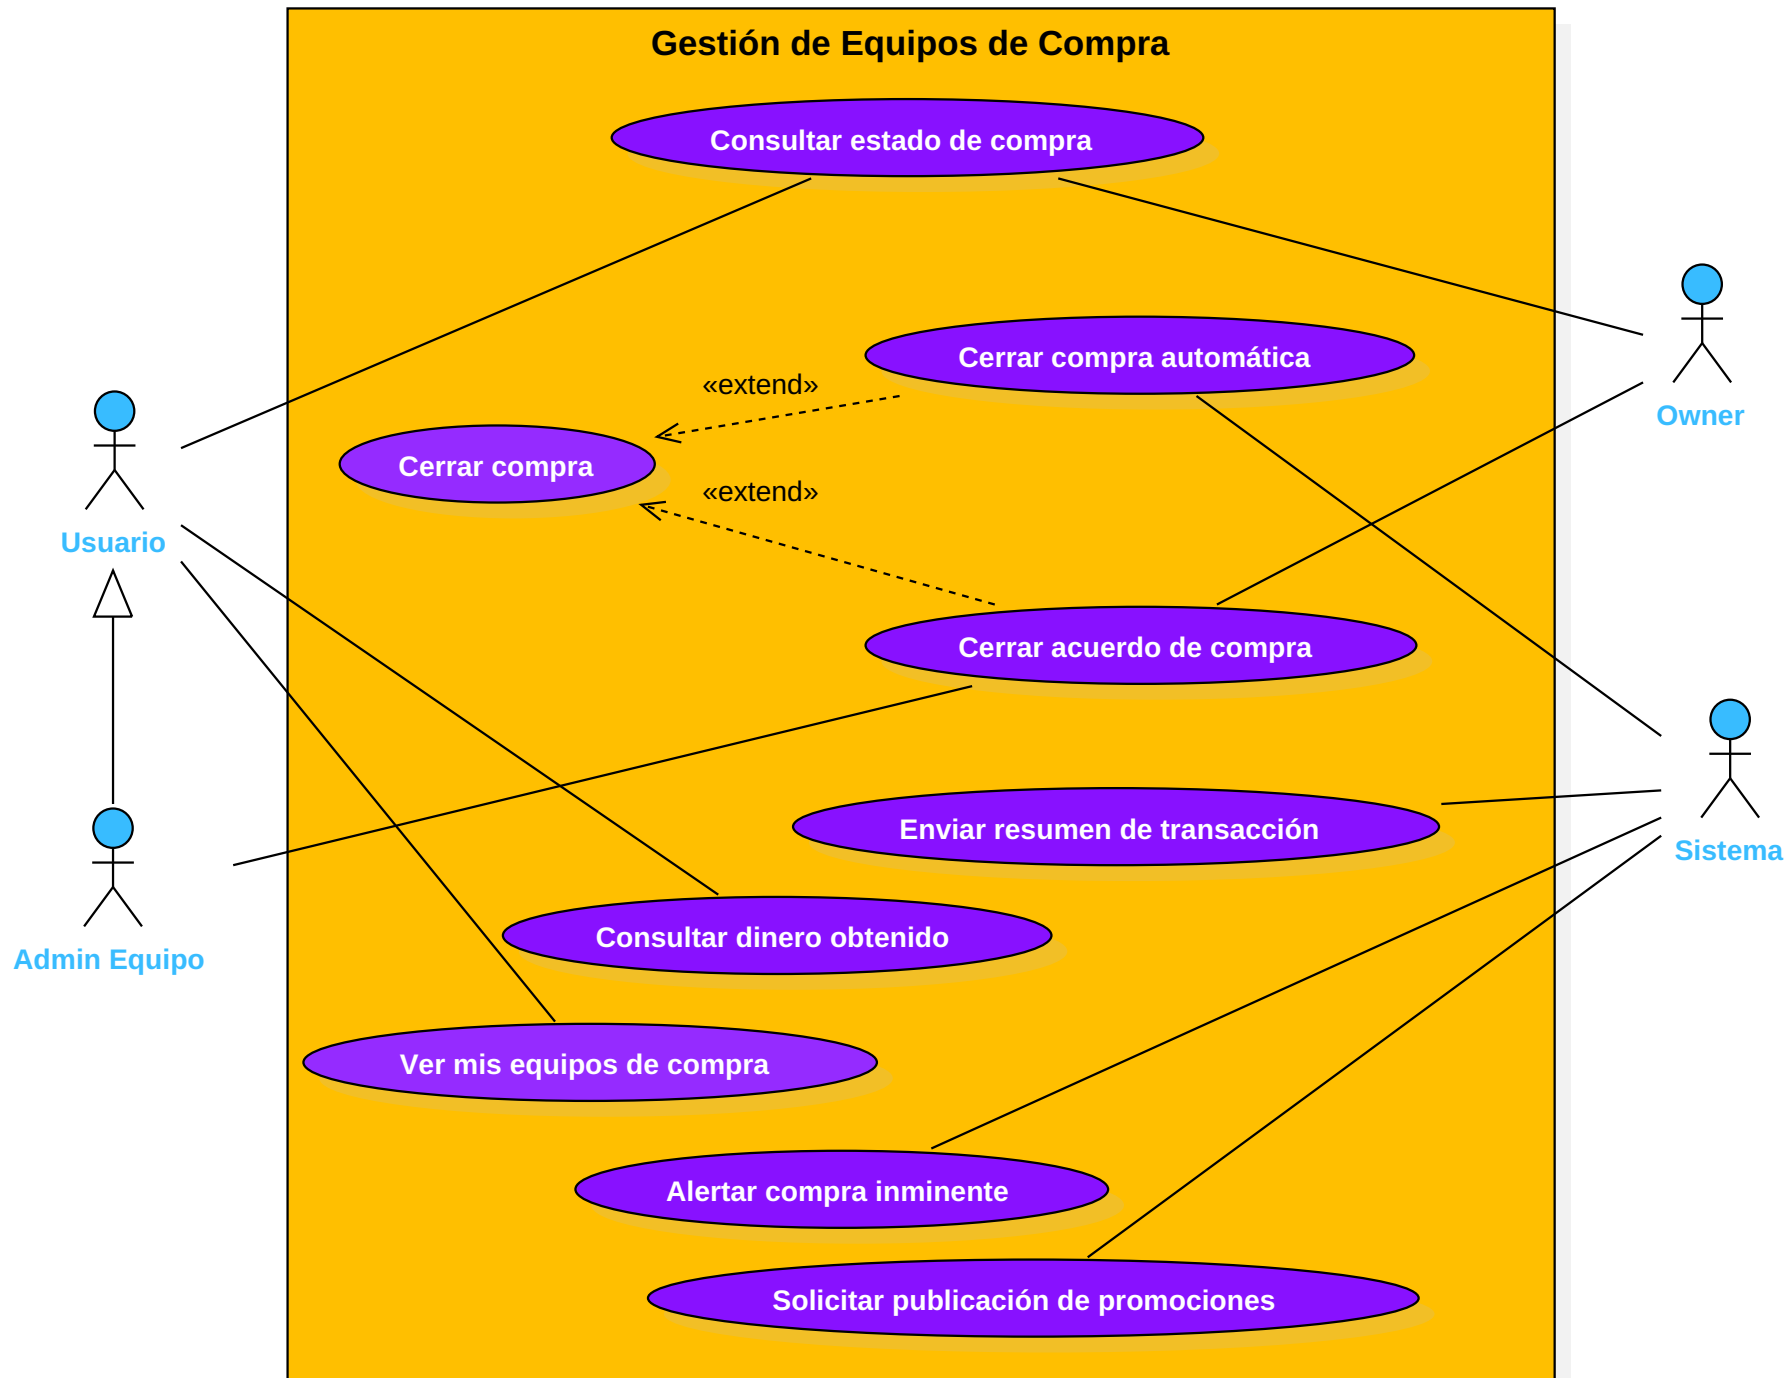 Gestión de Equipos de Compra
Consultar estado de compra
Cerrar compra automática
«extend»
Owner
Cerrar compra
«extend»
Usuario
Cerrar acuerdo de compra
Enviar resumen de transacción
Sistema
Consultar dinero obtenido
Admin Equipo
Ver mis equipos de compra
Alertar compra inminente
Solicitar publicación de promociones